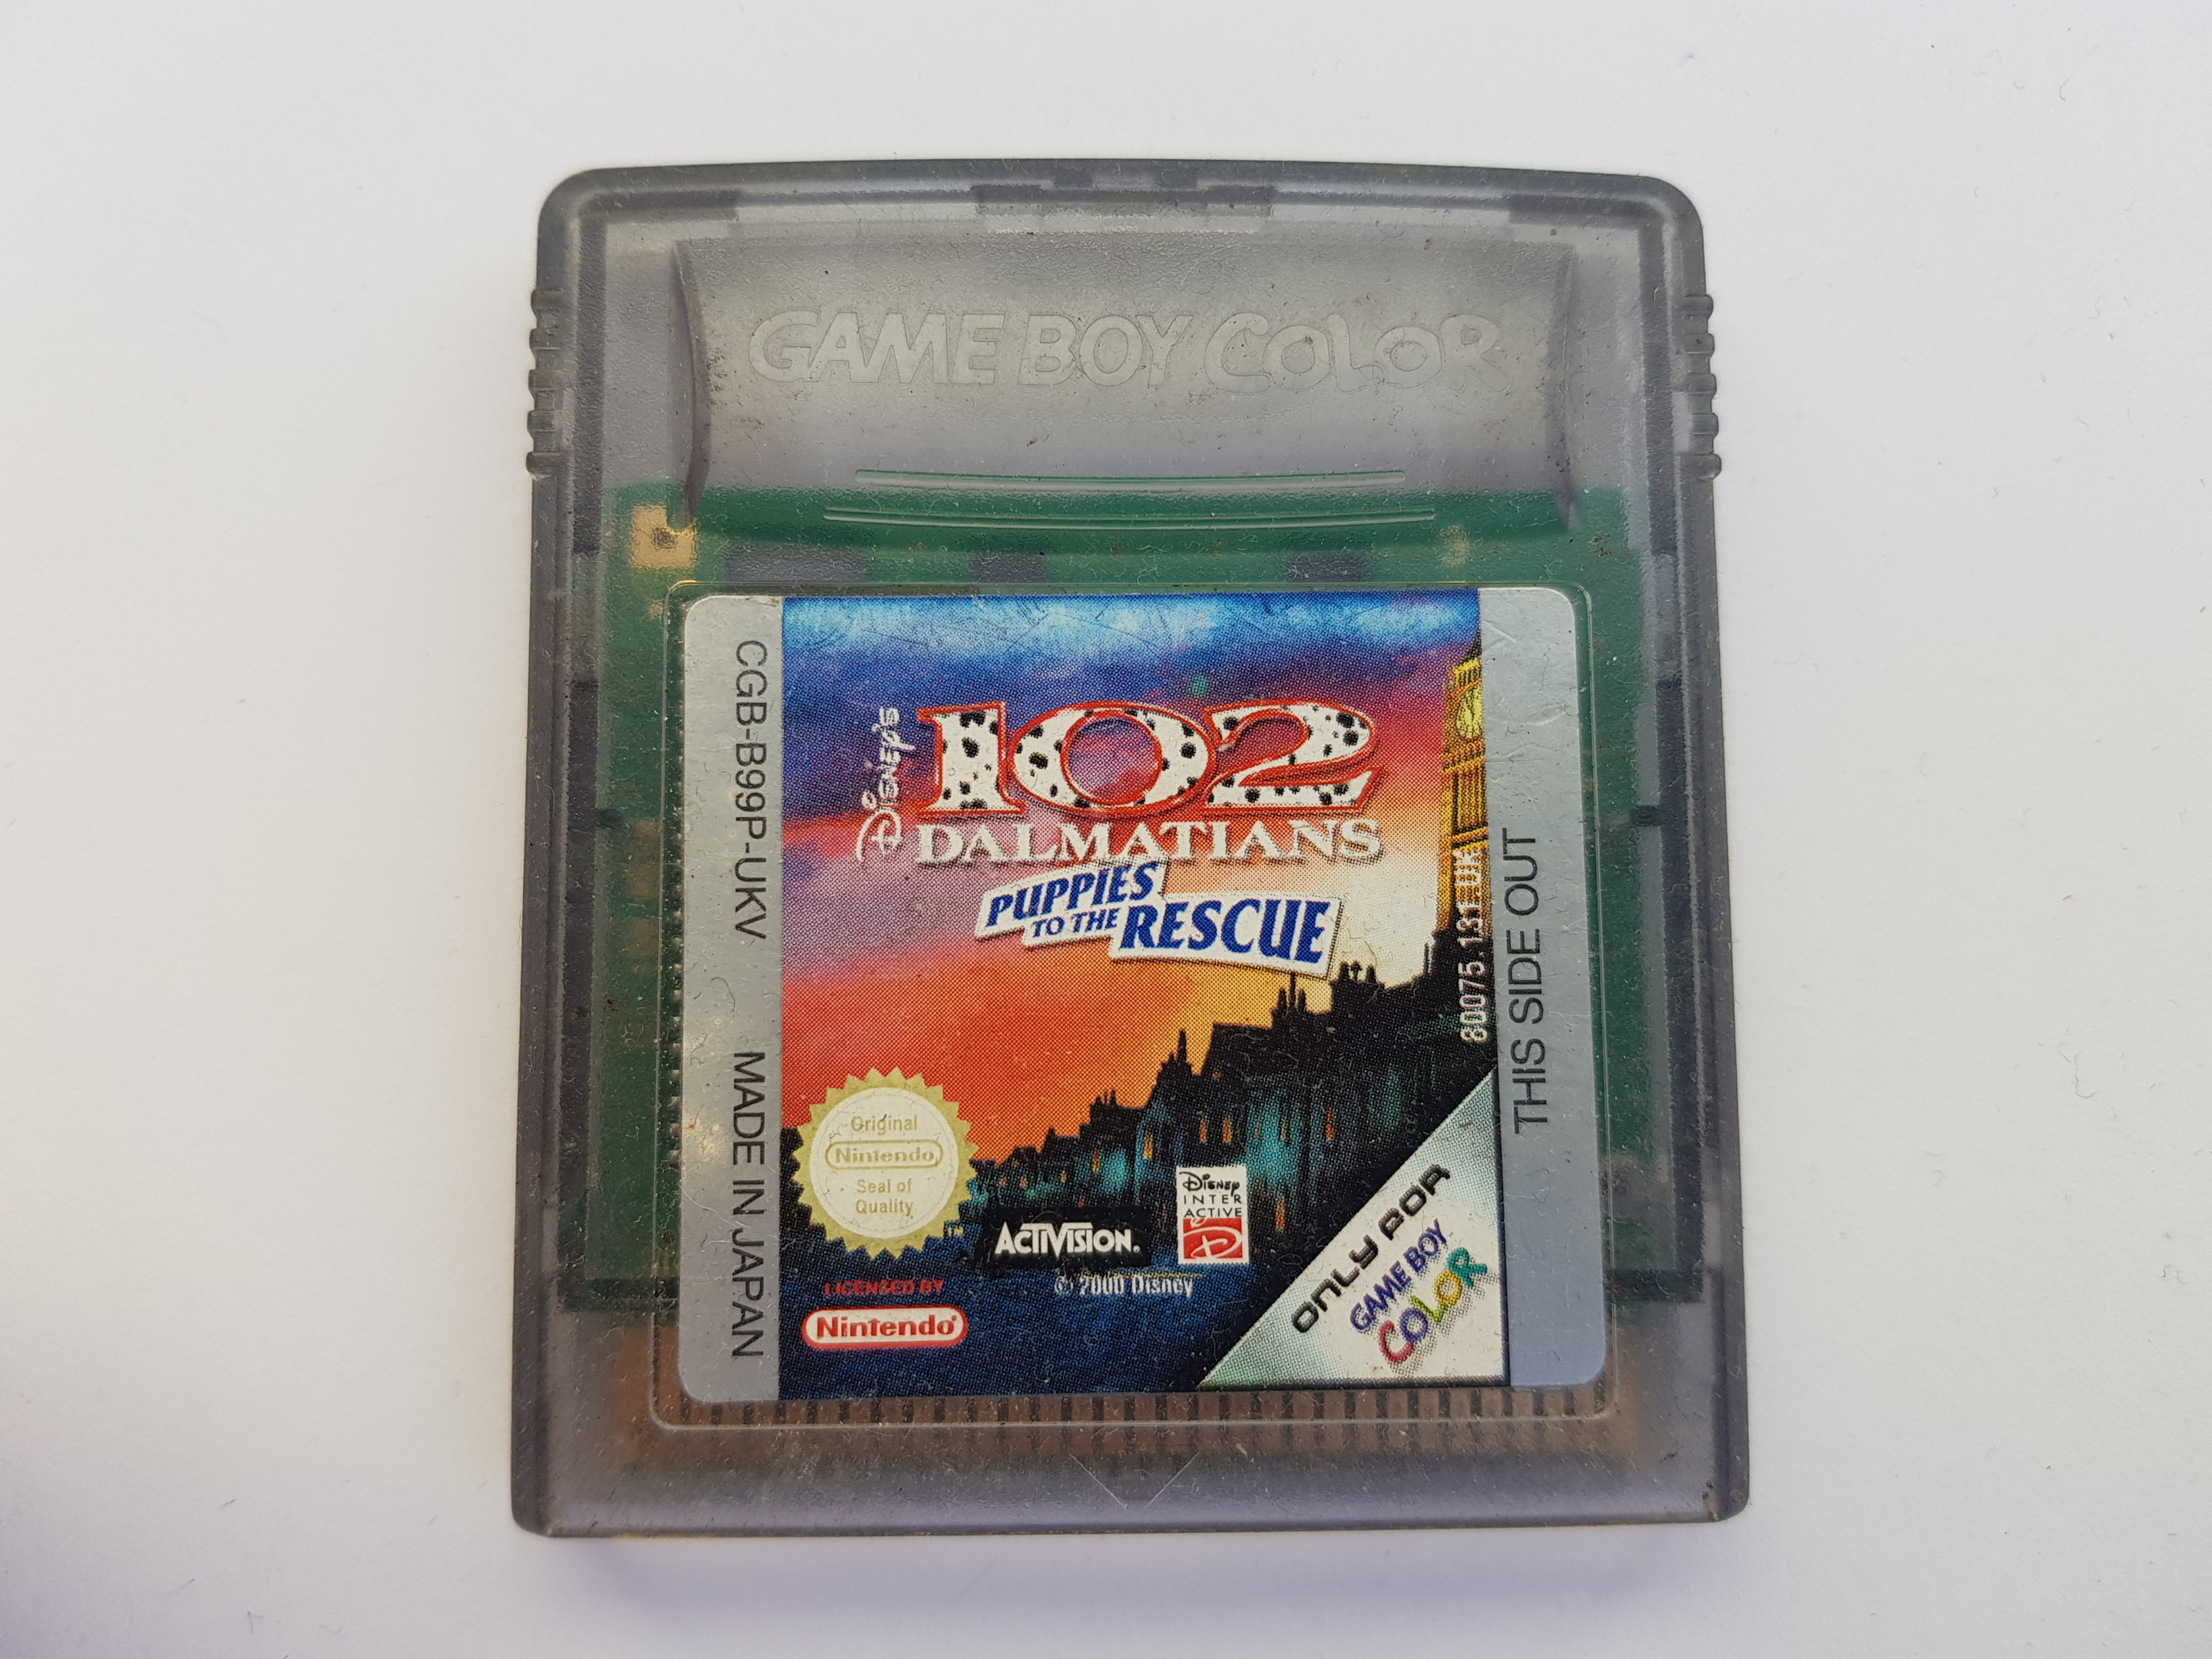 GAME BOY COLOR
CGB-B99P-UKV
MADE IN JAPAN
Disney's
102
DALMATIANS
PUPPIES
TO THE RESCUE
80075.131.UK
THIS SIDE OUT
Original
Nintendo
Seal of
Quality
TM
ACTIVISION.
DISNEY
INTER
ACTIVE
D
LICENSED BY
Nintendo®
© 2000 Disney
ONLY FOR
GAME BOY
COLOR